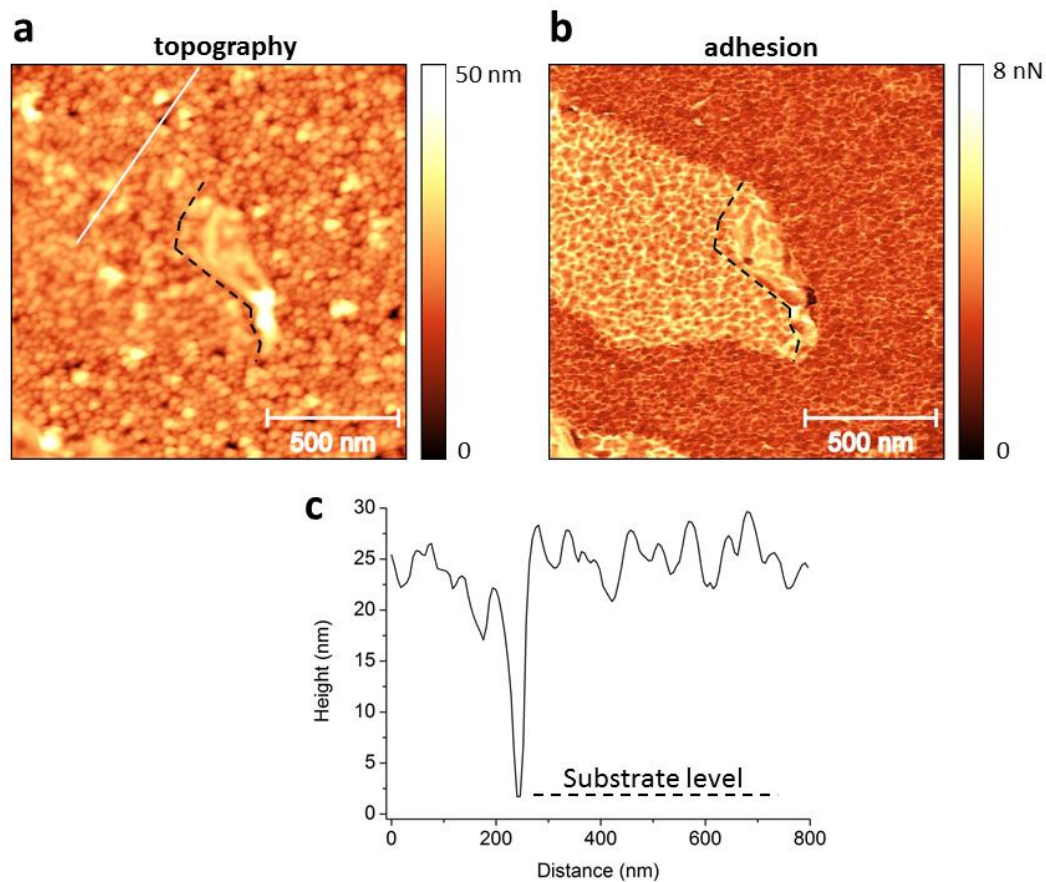 a
topography
50 nm
0
500 nm
b
adhesion
8 nN
0
500 nm
c
30
25
20
15
10
5
0
Height (nm)
Substrate level
0
200
400
600
800
Distance (nm)